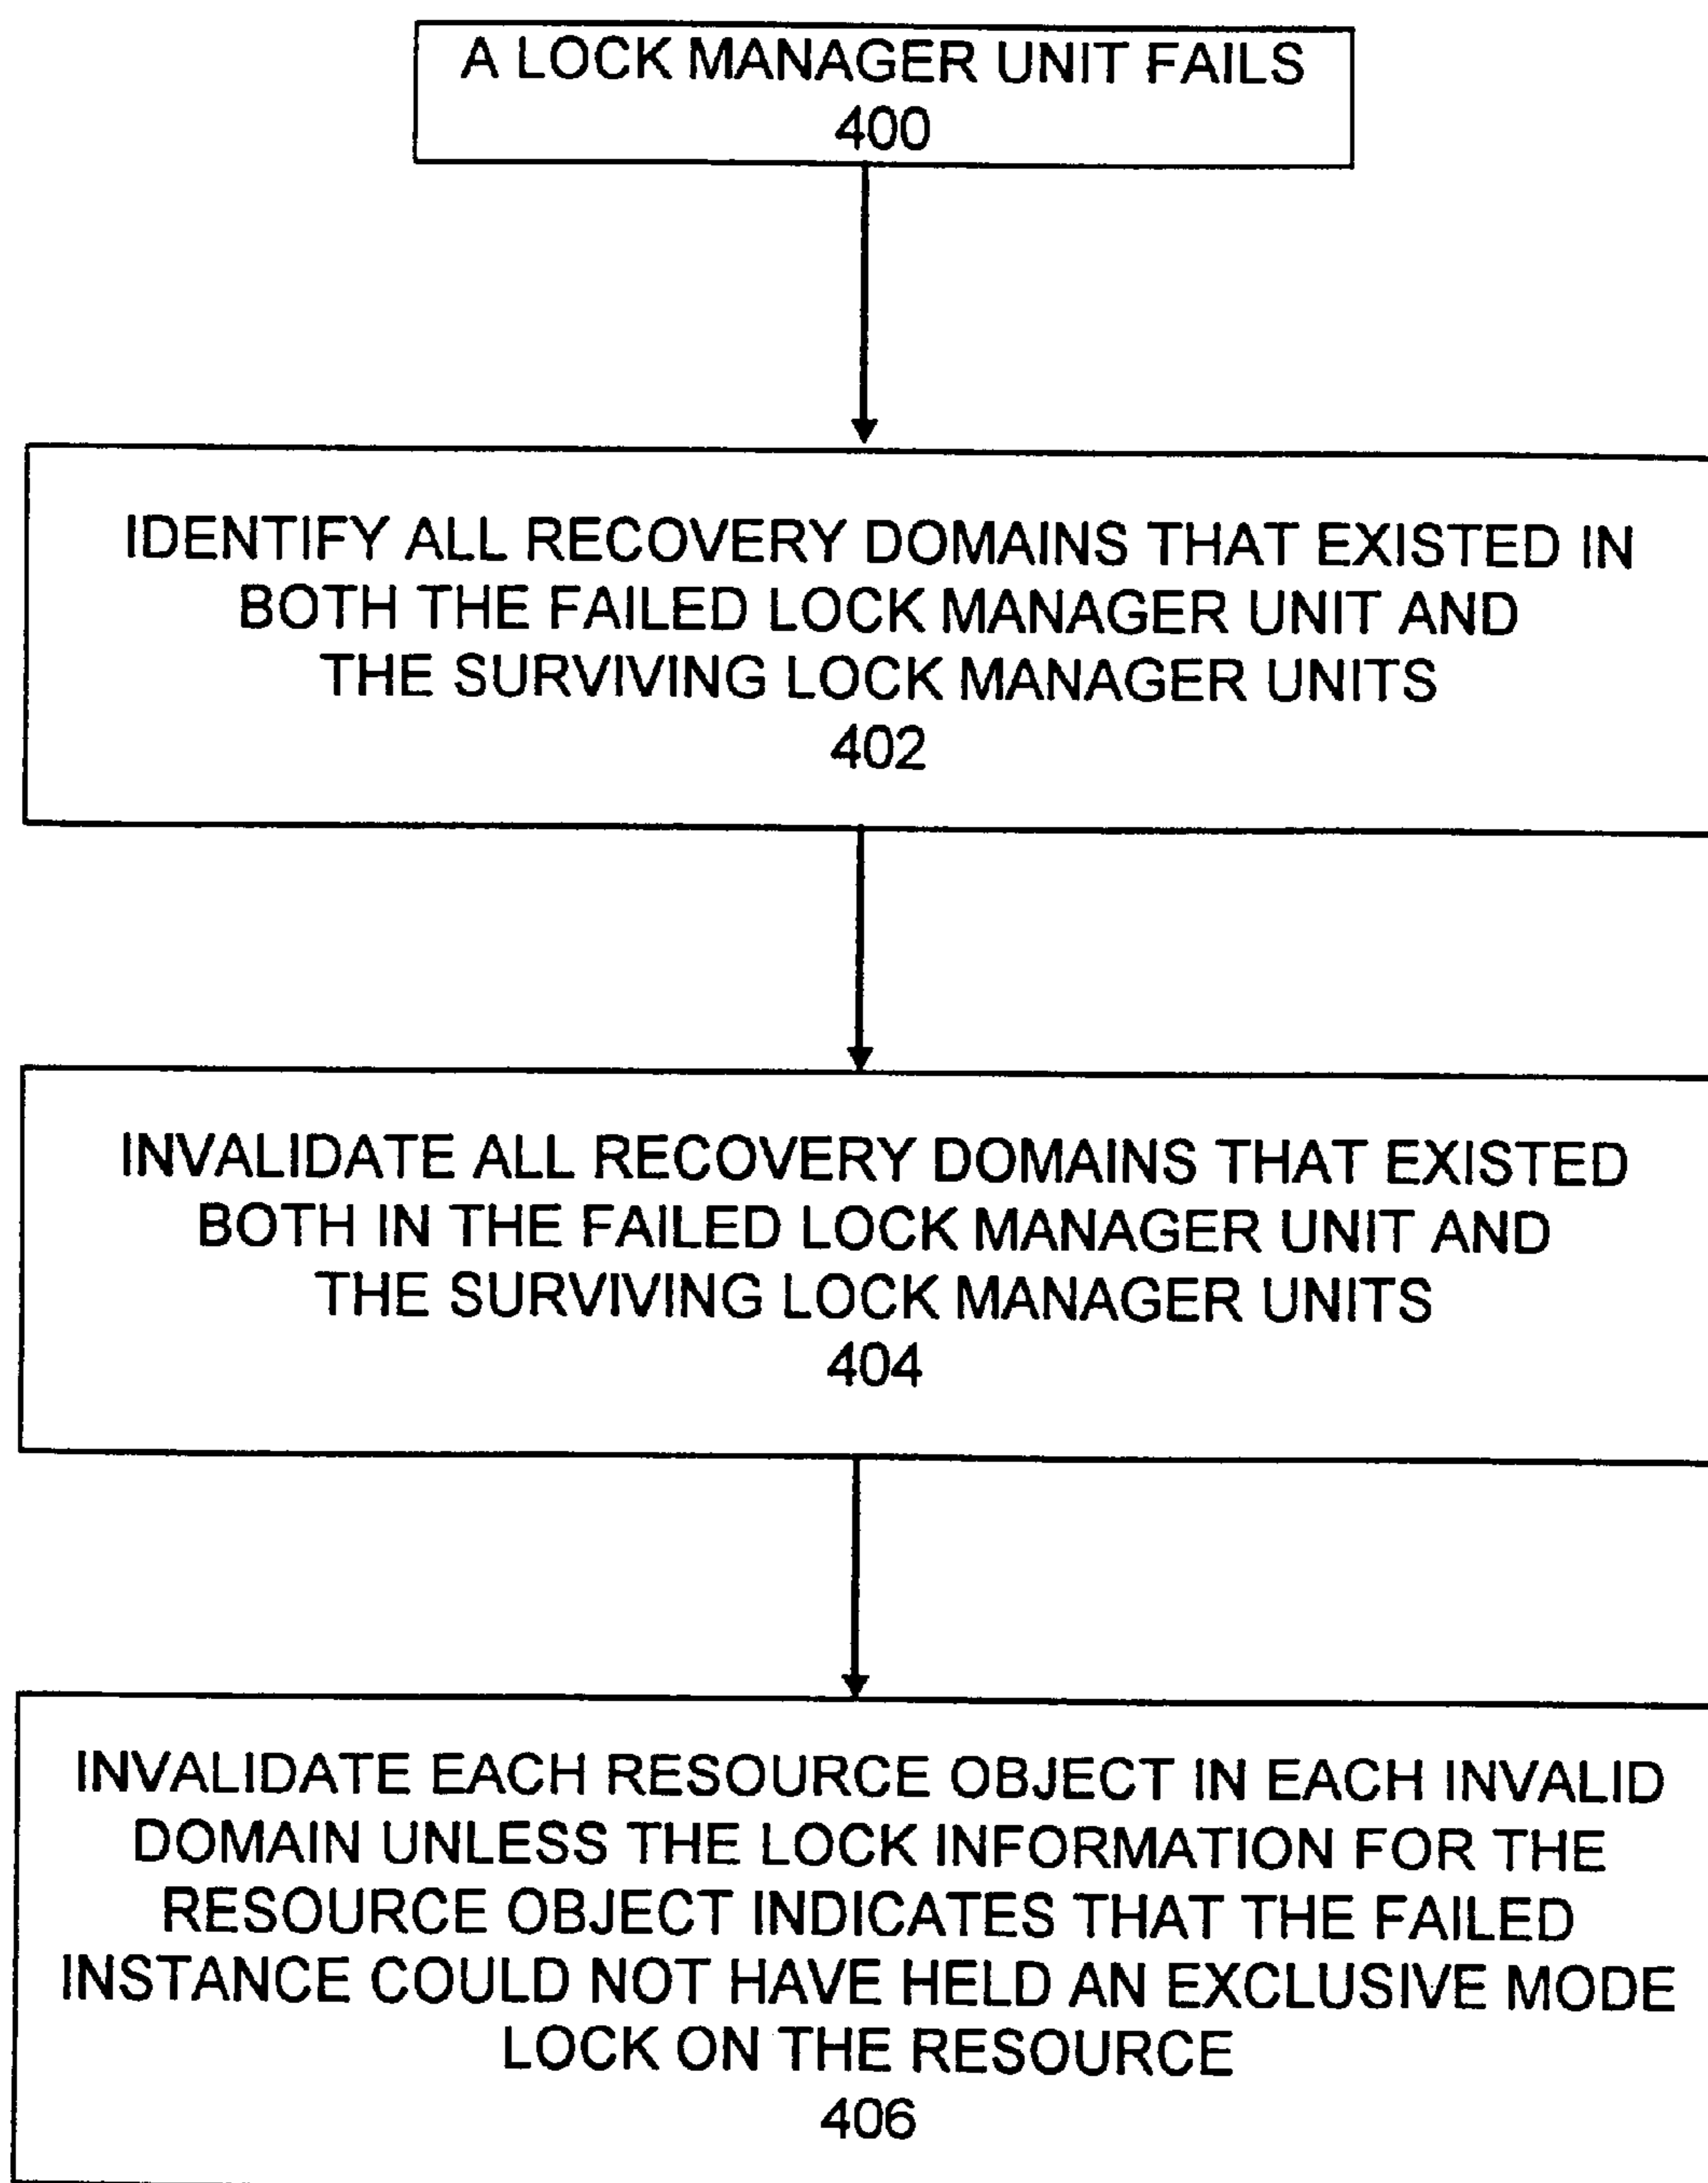 A LOCK MANAGER UNIT FAILS
400
IDENTIFY ALL RECOVERY DOMAINS THAT EXISTED IN
BOTH THE FAILED LOCK MANAGER UNIT AND
THE SURVIVING LOCK MANAGER UNITS
402
INVALIDATE ALL RECOVERY DOMAINS THAT EXISTED
BOTH IN THE FAILED LOCK MANAGER UNIT AND
THE SURVIVING LOCK MANAGER UNITS
404
INVALIDATE EACH RESOURCE OBJECT IN EACH INVALID
DOMAIN UNLESS THE LOCK INFORMATION FOR THE
RESOURCE OBJECT INDICATES THAT THE FAILED
INSTANCE COULD NOT HAVE HELD AN EXCLUSIVE MODE
LOCK ON THE RESOURCE
406